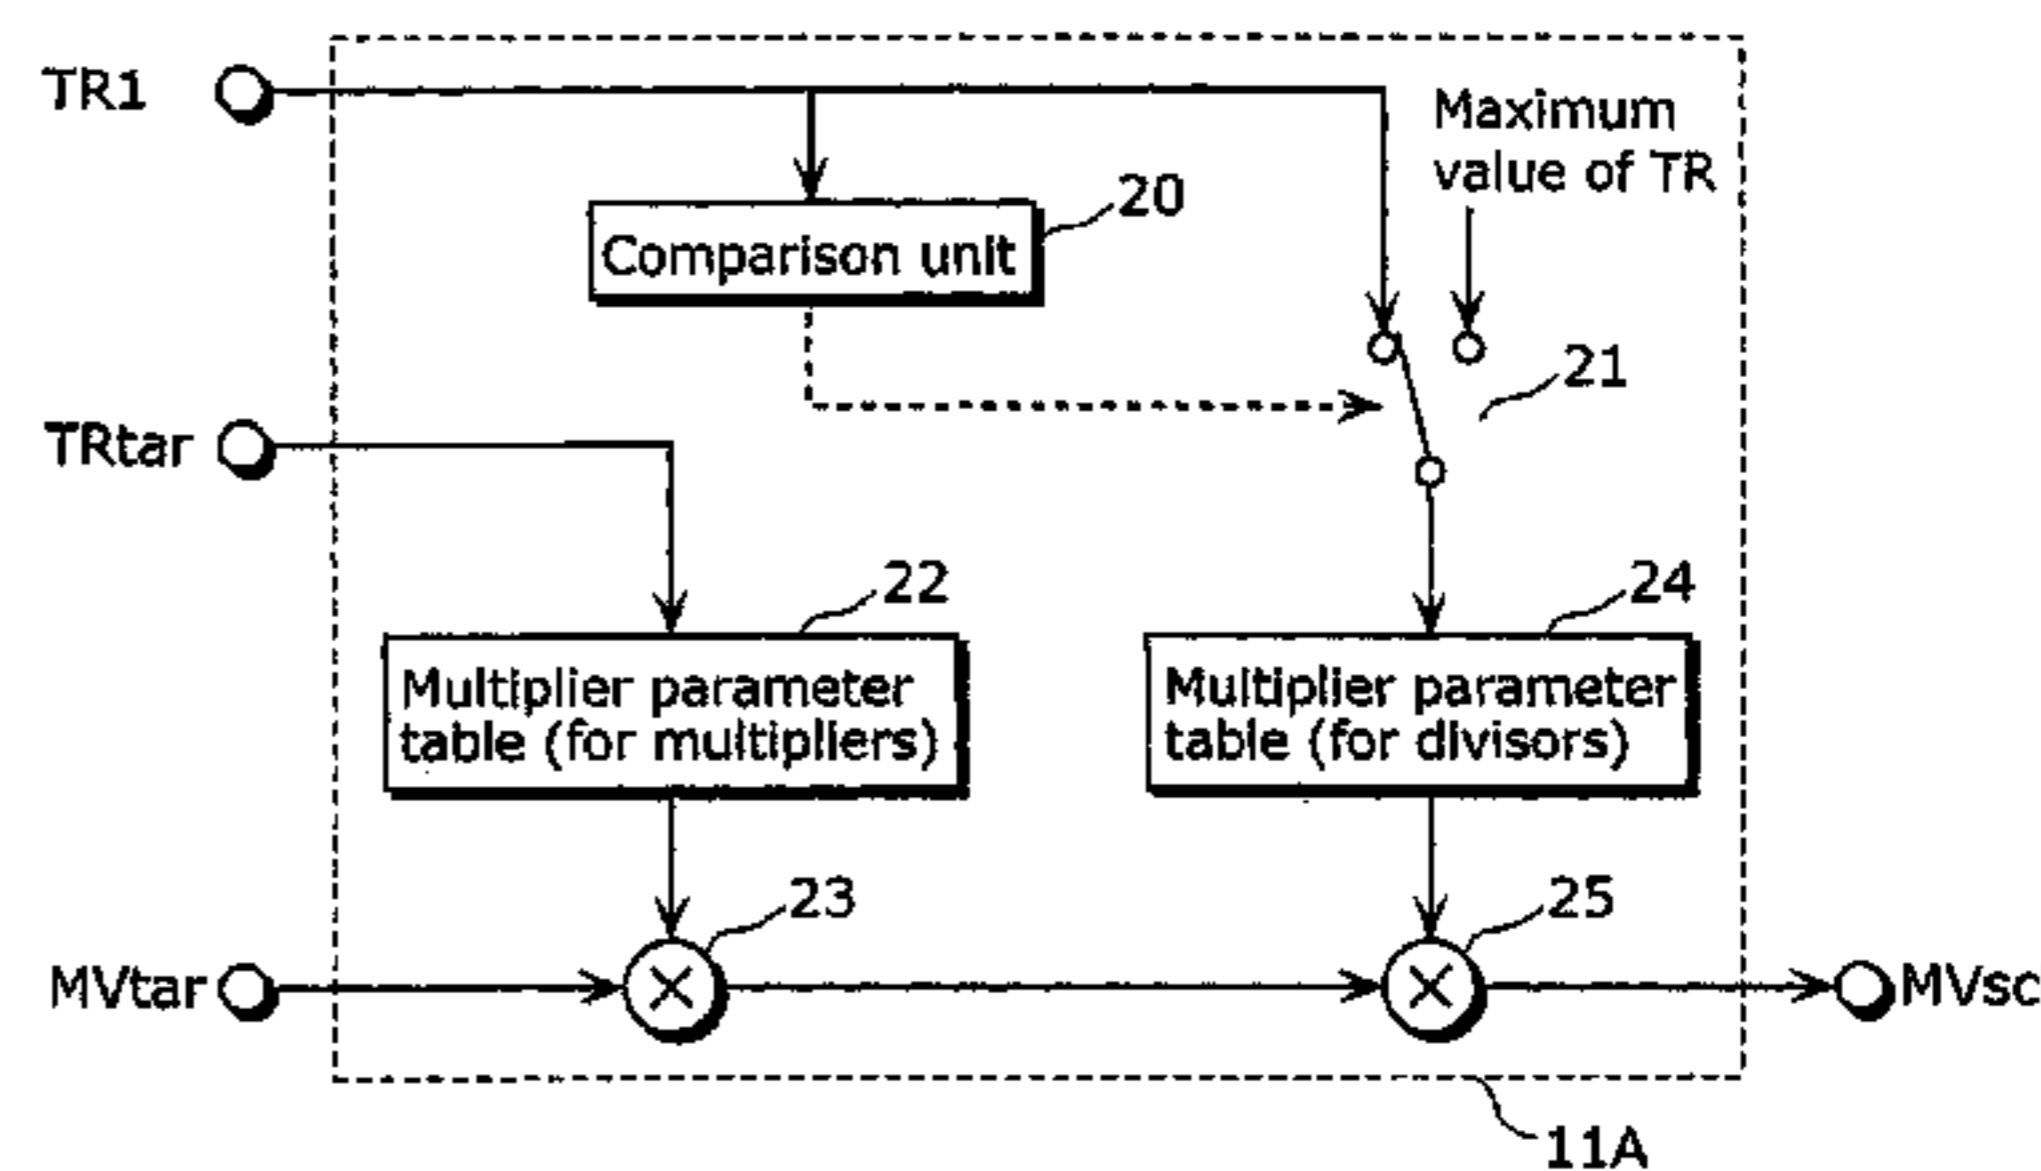 TR1
Maximum
value of TR
20
Comparison unit
21
TRtar
22
24
Multiplier parameter
table (for multipliers)
Multiplier parameter
table (for divisors)
23
25
MVtar
MVsc
11A